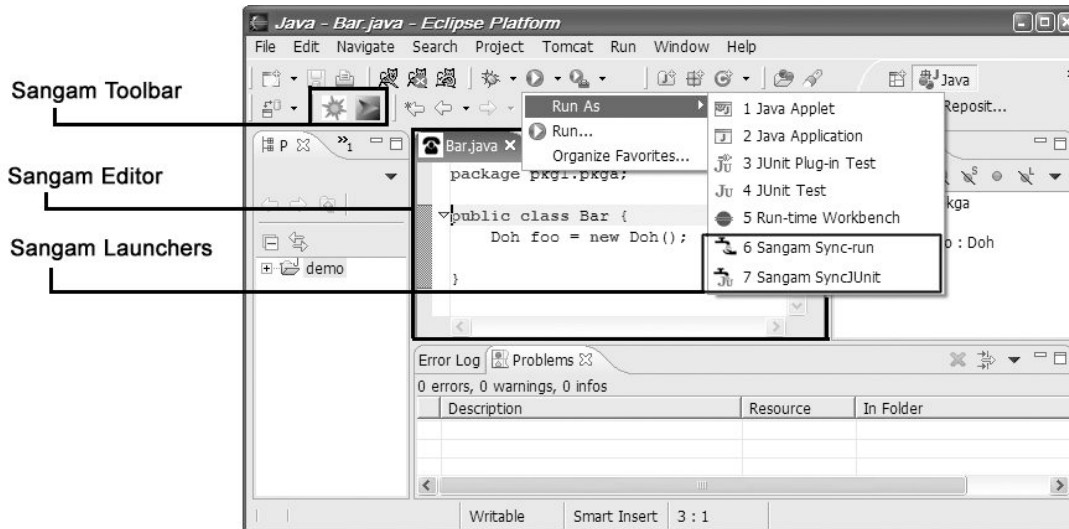 Java - Bar.java - Eclipse Platform
File Edit Navigate Search Project Tomcat Run Window Help
Sangam Toolbar
Java
Run As
1 Java Applet
Reposit...
P
1
Bar.java
Run...
2 Java Application
Organize Favorites...
3 JUnit Plug-in Test
Sangam Editor
package pkg1.pkga;
4 JUnit Test
kga
public class Bar {
5 Run-time Workbench
Sangam Launchers
Doh foo = new Doh();
6 Sangam Sync-run
o : Doh
demo
}
7 Sangam SyncJUnit
Error Log Problems
0 errors, 0 warnings, 0 infos
Description Resource In Folder
Writable Smart Insert 3 : 1